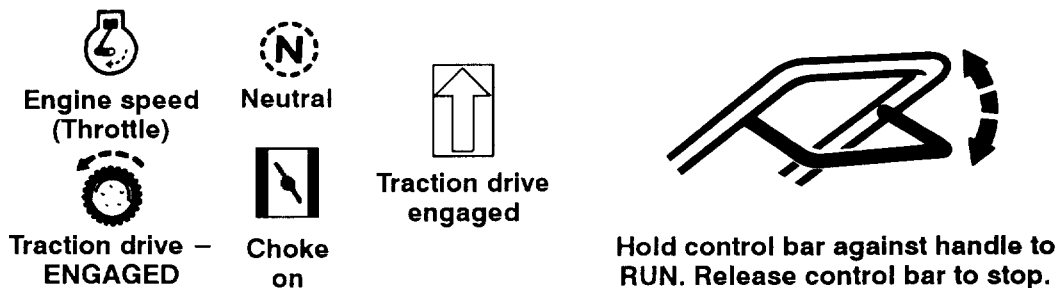 Engine speed
(Throttle)
N
Neutral
Traction drive –
ENGAGED
Choke
on
Traction drive
engaged
Hold control bar against handle to
RUN. Release control bar to stop.